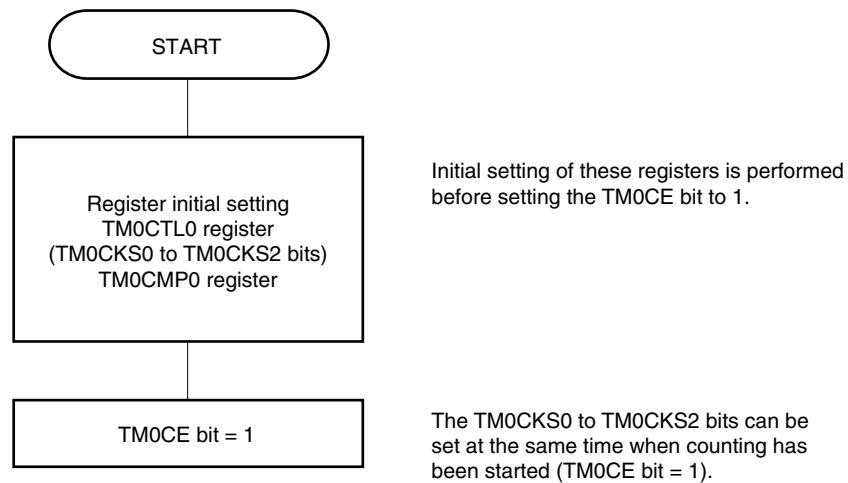 START
Register initial setting
TM0CTL0 register
(TM0CKS0 to TM0CKS2 bits)
TM0CMP0 register
Initial setting of these registers is performed
before setting the TM0CE bit to 1.
TM0CE bit = 1
The TM0CKS0 to TM0CKS2 bits can be
set at the same time when counting has
been started (TM0CE bit = 1).